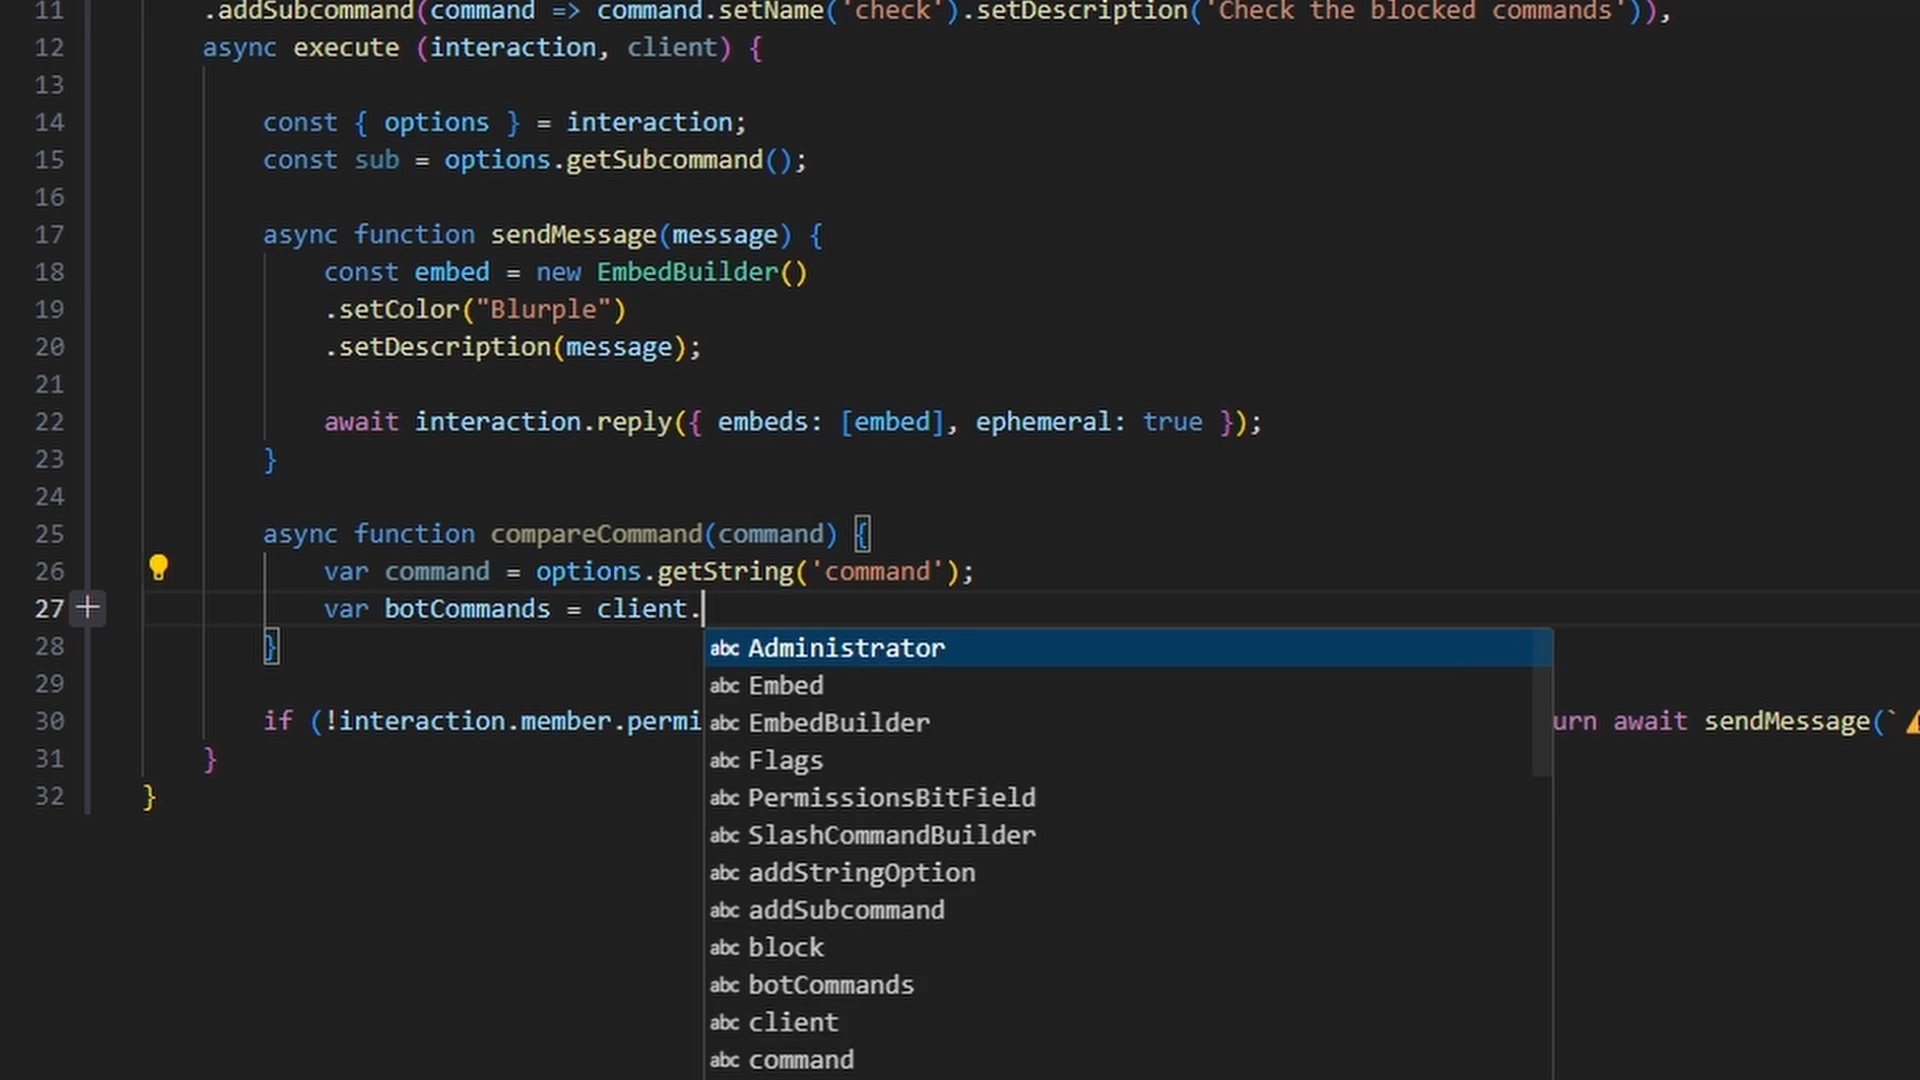 11 .addSubcommand(command => command.setName('check').setDescription('Check the blocked commands')),
12 async execute (interaction, client) {
13
14 const { options } = interaction;
15 const sub = options.getSubcommand();
16
17 async function sendMessage(message) {
18 const embed = new EmbedBuilder()
19 .setColor("Blurple")
20 .setDescription(message);
21
22 await interaction.reply({ embeds: [embed], ephemeral: true });
23 }
24
25 async function compareCommand(command) {
26 var command = options.getString('command');
27 var botCommands = client.
28 }
29
30 if (!interaction.member.permi urn await sendMessage(`⚠
31 }
32 }
abc Administrator
abc Embed
abc EmbedBuilder
abc Flags
abc PermissionsBitField
abc SlashCommandBuilder
abc addStringOption
abc addSubcommand
abc block
abc botCommands
abc client
abc command